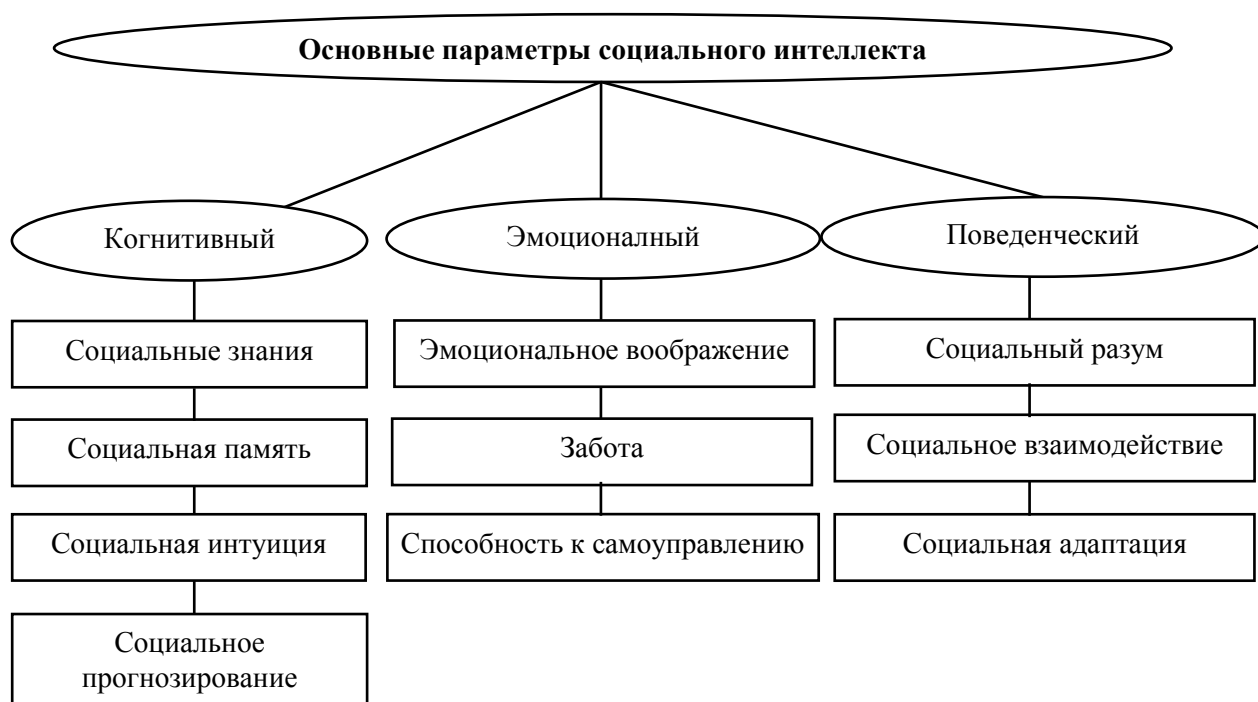 Основные параметры социального интеллекта
Когнитивный
Эмоционалный
Поведенческий
Социальные знания
Эмоциональное воображение
Социальный разум
Социальная память
Забота
Социальное взаимодействие
Социальная интуиция
Способность к самоуправлению
Социальная адаптация
Социальное
прогнозирование